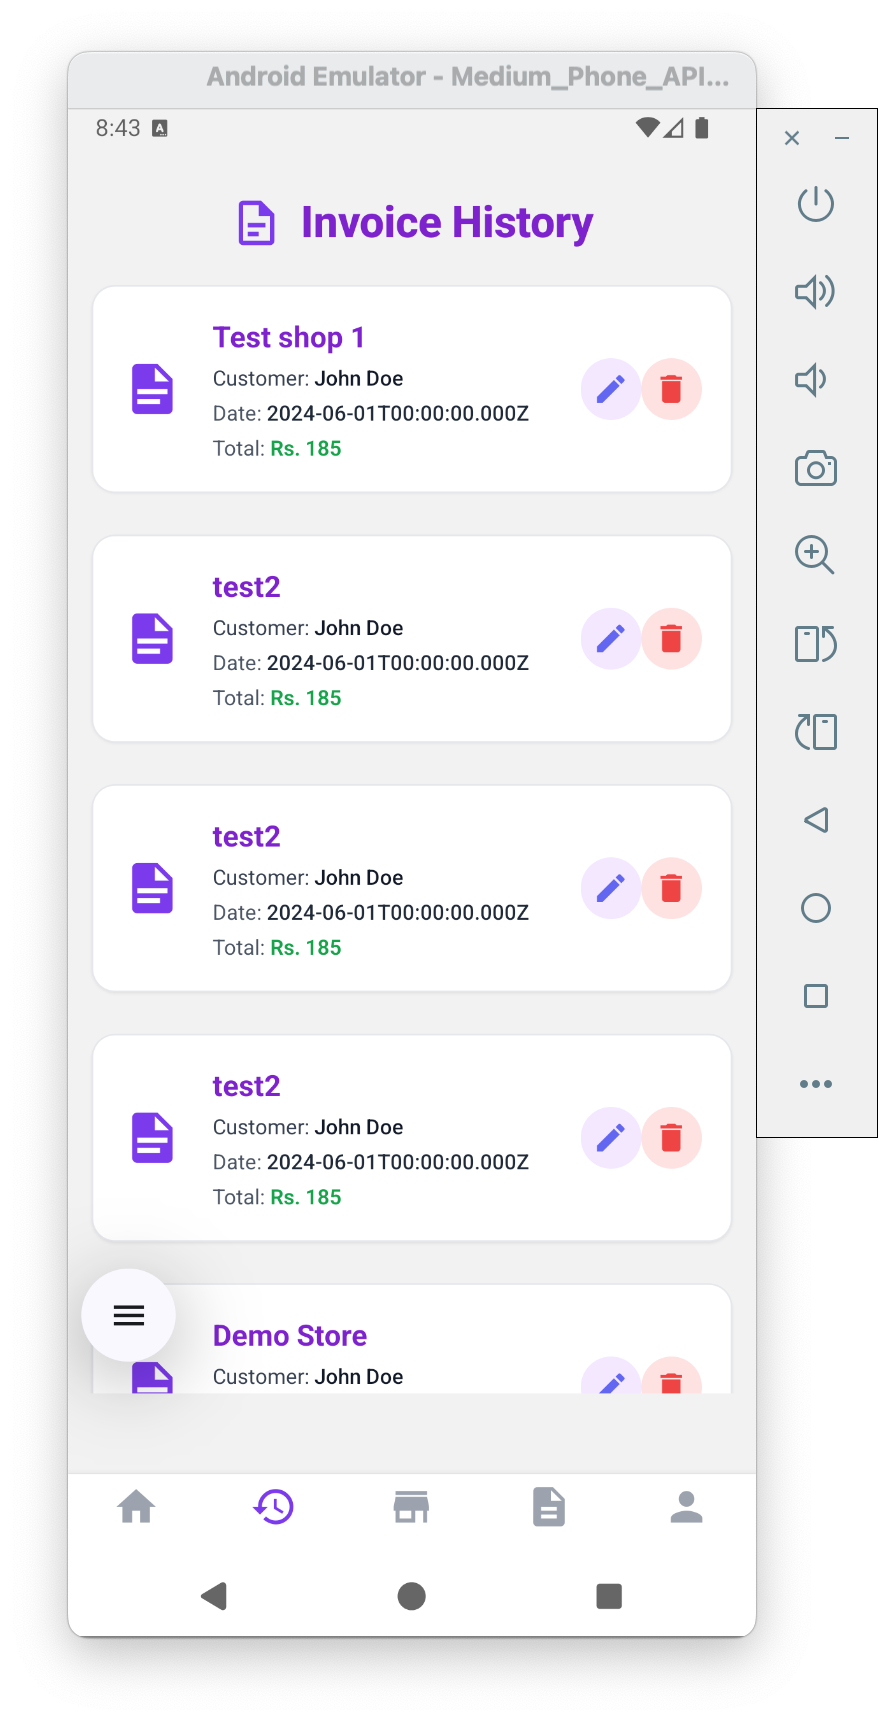 Android Emulator - Medium_Phone_API...
8:43 A
Invoice History
Test shop 1
Customer: John Doe
Date: 2024-06-01T00:00:00.000Z
Total: Rs. 185
test2
Customer: John Doe
Date: 2024-06-01T00:00:00.000Z
Total: Rs. 185
test2
Customer: John Doe
Date: 2024-06-01T00:00:00.000Z
Total: Rs. 185
test2
Customer: John Doe
Date: 2024-06-01T00:00:00.000Z
Total: Rs. 185
Demo Store
Customer: John Doe